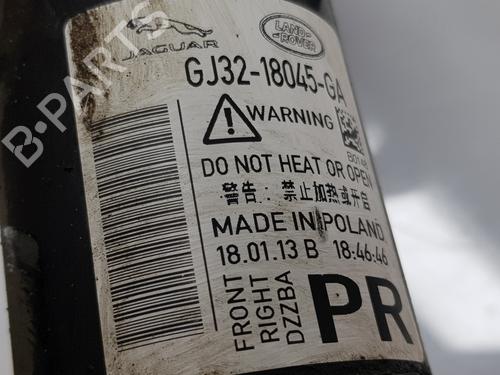 JAGUAR
LAND-
ROVER
GJ32-18045-GA
WARNING
DO NOT HEAT OR OPEN
警告: 禁止加热或开启
MADE IN POLAND
18.01.13 B 18:46:46
FRONT
RIGHT
DZZZBA
PR
B-PARTS